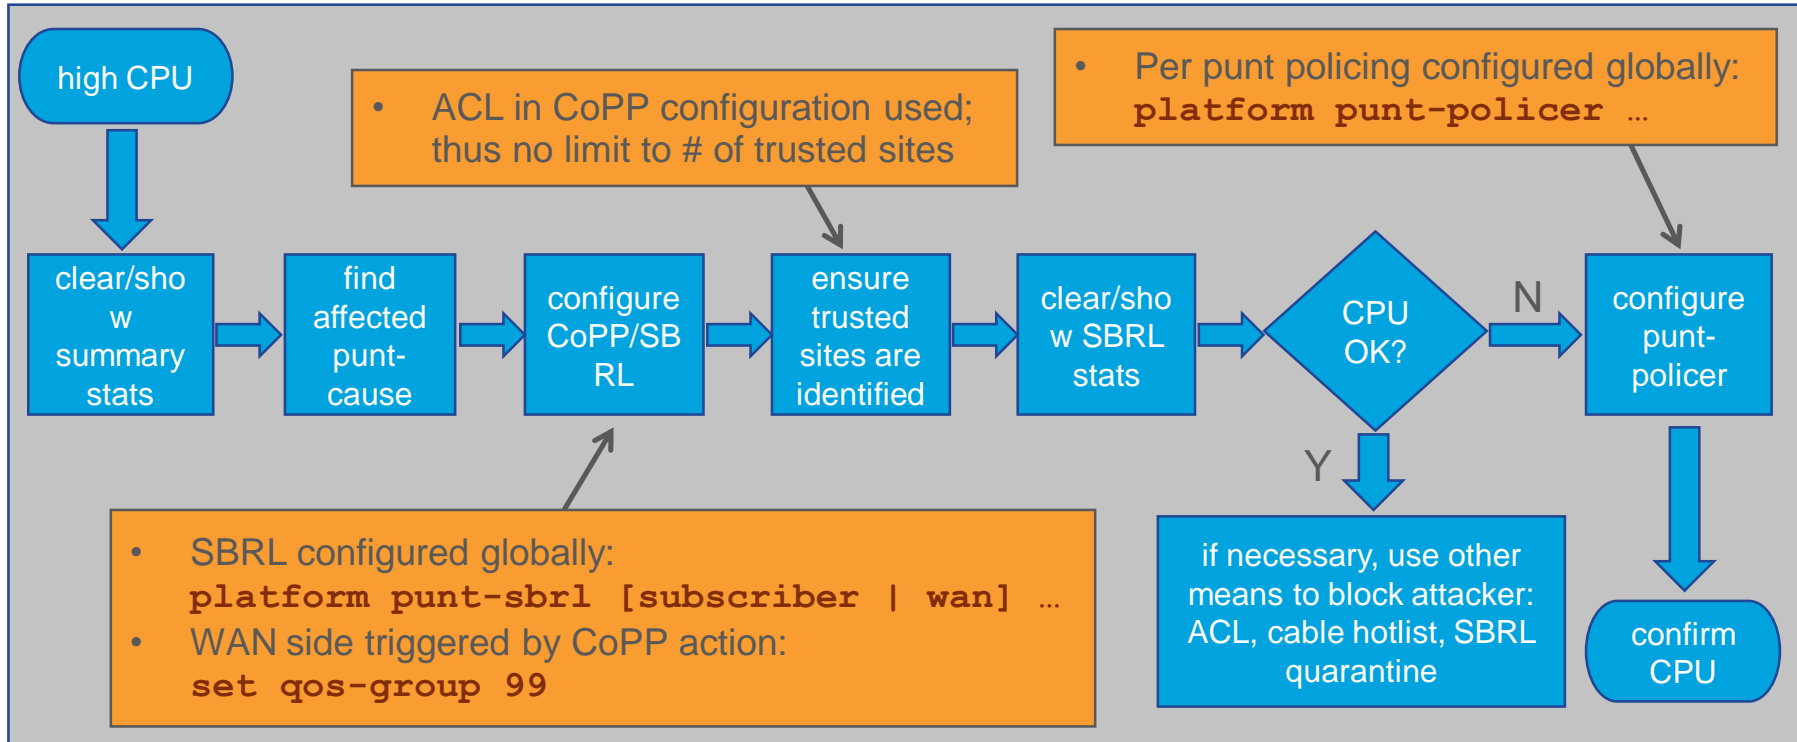 high CPU
• ACL in CoPP configuration used;
thus no limit to # of trusted sites
• Per punt policing configured globally:
platform punt-policer …
clear/sho
w
summary
stats
find
affected
punt-
cause
configure
CoPP/SB
RL
ensure
trusted
sites are
identified
clear/sho
w SBRL
stats
CPU
OK?
N
configure
punt-
policer
Y
• SBRL configured globally:
platform punt-sbrl [subscriber | wan] …
• WAN side triggered by CoPP action:
set qos-group 99
if necessary, use other
means to block attacker:
ACL, cable hotlist, SBRL
quarantine
confirm
CPU